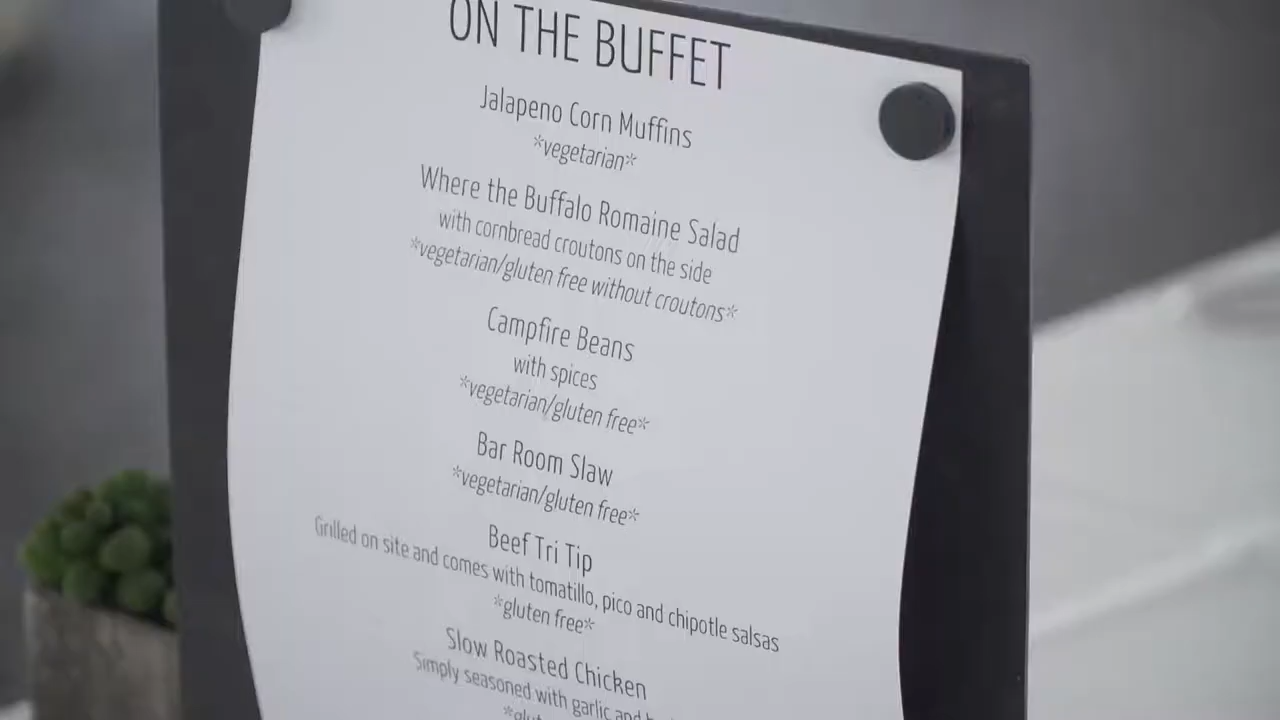 ON THE BUFFET
Jalapeno Corn Muffins
*vegetarian*
Where the Buffalo Romaine Salad
with cornbread croutons on the side
*vegetarian/gluten free without croutons*
Campfire Beans
with spices
*vegetarian/gluten free*
Bar Room Slaw
*vegetarian/gluten free*
Beef Tri Tip
Grilled on site and comes with tomatillo, pico and chipotle salsas
*gluten free*
Slow Roasted Chicken
Simply seasoned with garlic and